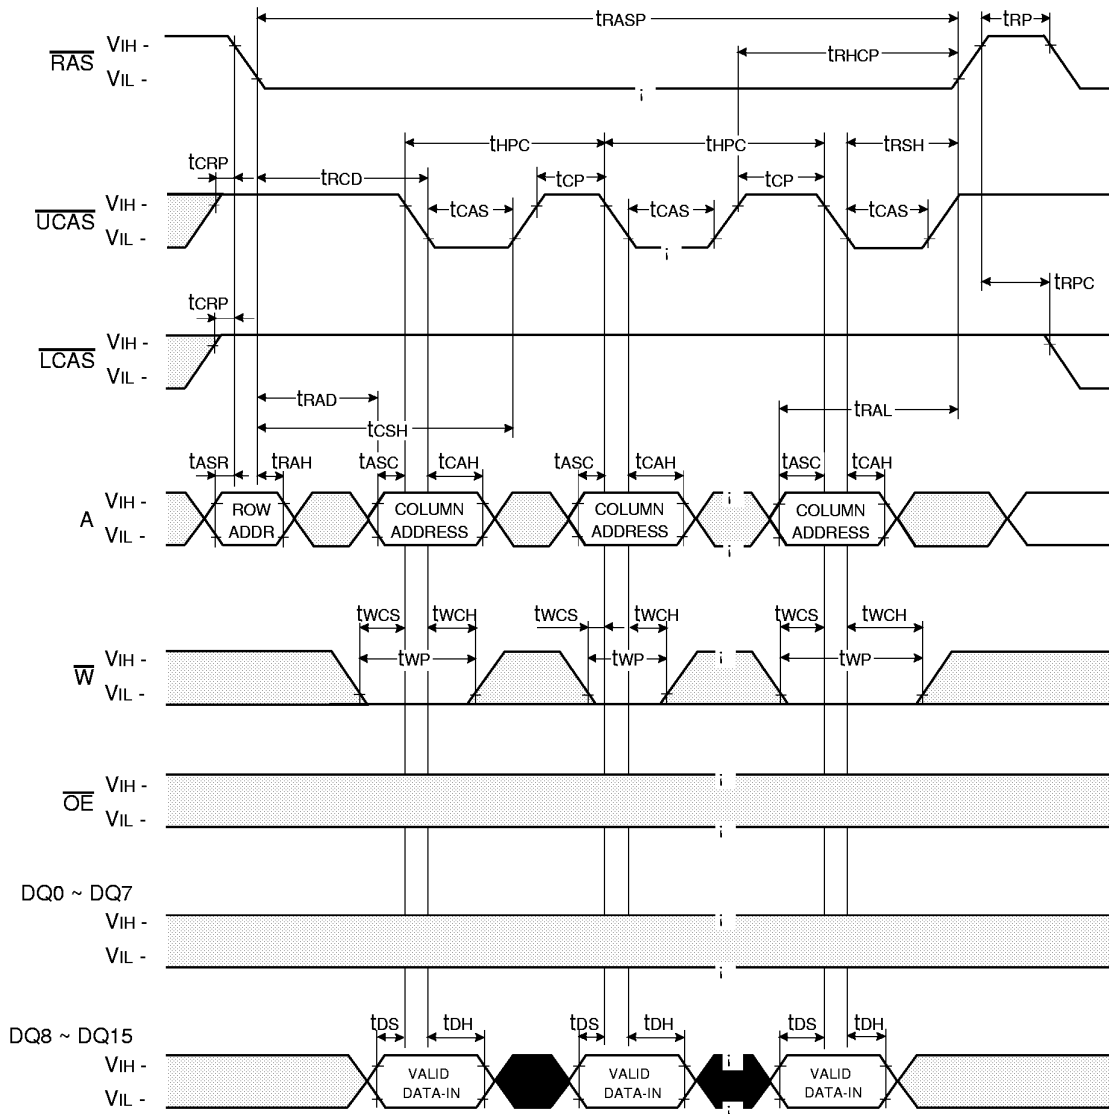 tRASP
tRP
RAS
VIH -
VIL -
tRHCP
tHPC
tHPC
tRSH
tCRP
tRCD
tCP
tCP
UCAS
VIH -
VIL -
tCAS
tCAS
tCAS
tRPC
tCRP
LCAS
VIH -
VIL -
tRAD
tCSH
tRAL
tASR
tRAH
tASC
tCAH
tASC
tCAH
tASC
tCAH
A
VIH -
VIL -
ROW
ADDR
COLUMN
ADDRESS
COLUMN
ADDRESS
COLUMN
ADDRESS
tWCS
tWCH
tWCS
tWCH
tWCS
tWCH
W
VIH -
VIL -
tWP
tWP
tWP
OE
VIH -
VIL -
DQ0 ~ DQ7
VIH -
VIL -
DQ8 ~ DQ15
tDS
tDH
tDS
tDH
tDS
tDH
VIH -
VIL -
VALID
DATA-IN
VALID
DATA-IN
VALID
DATA-IN